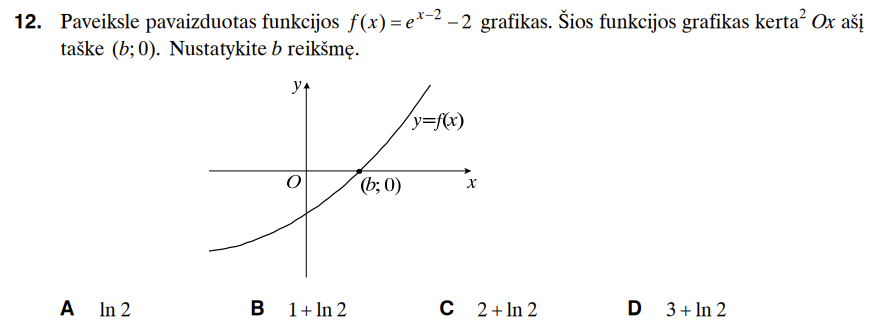 12. Paveiksle pavaizduotas funkcijos f(x) = e^{x−2} − 2 grafikas. Šios funkcijos grafikas kerta² Ox ašį
taške (b; 0). Nustatykite b reikšmę.
y
y=f(x)
O
(b; 0)
x
A ln 2 B 1 + ln 2 C 2 + ln 2 D 3 + ln 2